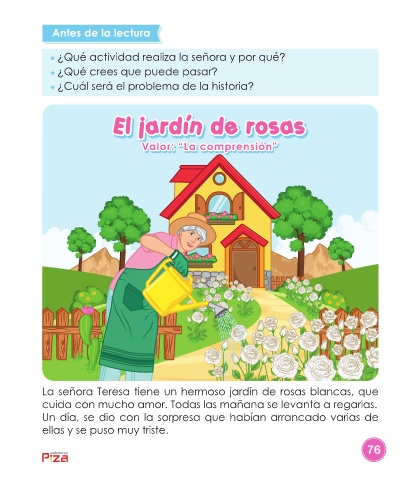 Antes de la lectura
¿Qué actividad realiza la señora y por qué?
¿Qué crees que puede pasar?
¿Cuál será el problema de la historia?
El jardín de rosas
Valor: "La comprensión"
La señora Teresa tiene un hermoso jardín de rosas blancas, que
cuida con mucho amor. Todas las mañana se levanta a regarlas.
Un día, se dio con la sorpresa que habían arrancado varias de
ellas y se puso muy triste.
76